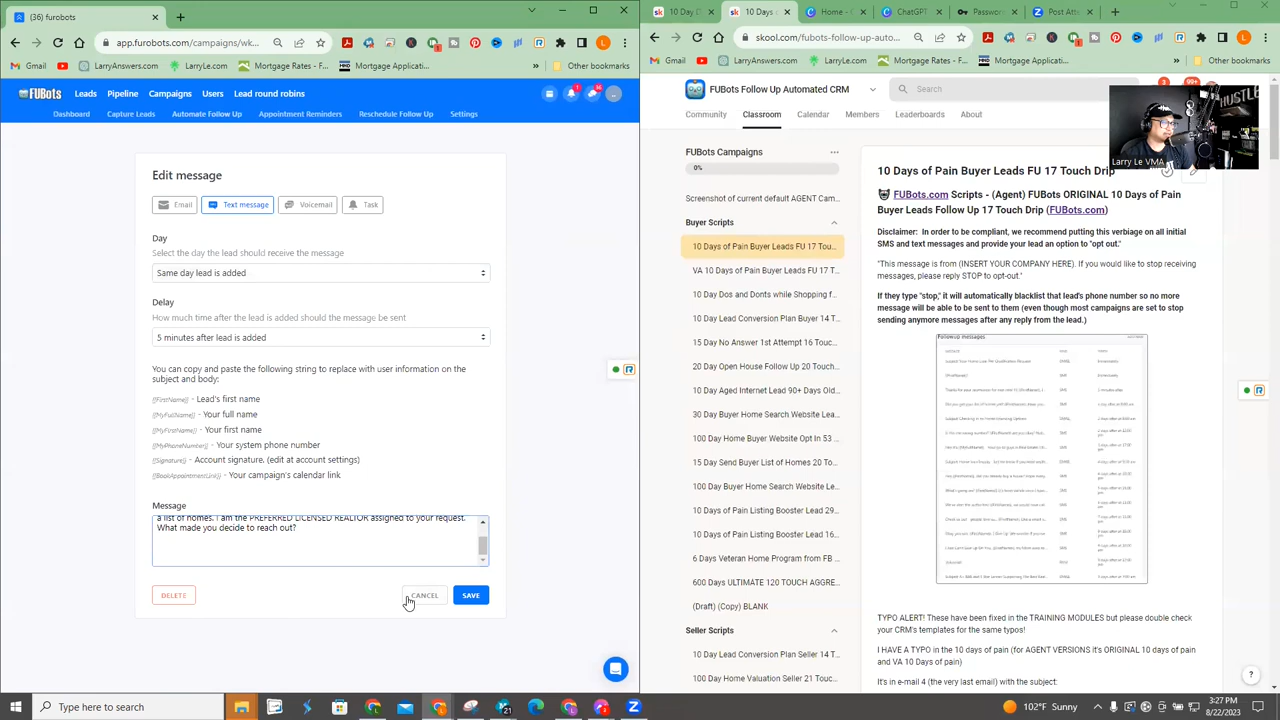 (36) furobots
app.furobots.com/campaigns/wk...
Gmail
LarryAnswers.com
LarryLe.com
Mortgage Rates - F...
Mortgage Applicatio...
Other bookmarks
FUBots
Leads
Pipeline
Campaigns
Users
Lead round robins
Dashboard
Capture Leads
Automate Follow Up
Appointment Reminders
Reschedule Follow Up
Settings
Edit message
Email
Text message
Voicemail
Task
Day
Select the day the lead should receive the message
Same day lead is added
Delay
How much time after the lead is added should the message be sent
5 minutes after lead is added
You can copy and paste the following tags to replace with user information on the
subject and body:
{{FirstName}} - Lead's first name
{{MyFullName}} - Your full name
{{MyFirstName}} - Your first name
{{MyPhoneNumber}} - Your system phone number
{{Signature}} - Account signature set in your settings
{{BookAppointmentLink}} - Your campaigns calendar link
Message
a list of homes. I am the PREFERRED LICENSED REALTOR assigned to your request.
What made you decide to reach out?
DELETE
CANCEL
SAVE
(10)
(10)
Home -
ChatGPT
Passwor
Zaps Att
skool.com/fubots-follow-up-aut...
Gmail
LarryAnswers.com
LarryLe.com
Mortgage Rates - F...
Mortgage Applicatio...
Other bookmarks
FUBots Follow Up Automated CRM
Search
3
99+
Community
Classroom
Calendar
Members
Leaderboards
About
HUSTLE
Larry Le VMA
FUBots Campaigns
0%
Screenshot of current default AGENT Cam...
Buyer Scripts
10 Days of Pain Buyer Leads FU 17 Tou...
VA 10 Days of Pain Buyer Leads FU 17 T...
10 Day Dos and Donts while Shopping f...
10 Day Lead Conversion Plan Buyer 14 T...
15 Day No Answer 1st Attempt 16 Touc...
20 Day Open House Follow Up 20 Touch...
10 Day Aged Internet Lead 90+ Days Old...
30 Day Buyer Home Search Website Lea...
100 Day Home Buyer Website Opt In 53 ...
15 Day Send Buyer List of Homes 20 To...
100 Day Buyer Home Search Website Le...
10 Days of Pain Listing Booster Lead 29...
10 Days of Pain Listing Booster Lead 16...
6 Days Veteran Home Program from FB ...
600 Day ULTIMATE 120 TOUCH AGGRE...
(Draft) (Copy) BLANK
Seller Scripts
10 Day Lead Conversion Plan Seller 14 T...
100 Day Home Valuation Seller 21 Touc...
10 Days of Pain Buyer Leads FU 17 Touch Drip
FUBots.com Scripts - (Agent) FUBots ORIGINAL 10 Days of Pain
Buyer Leads Follow Up 17 Touch Drip (FUBots.com)
Disclaimer: In order to be compliant, we recommend putting this verbiage on all initial
SMS and text messages and provide your lead an option to "opt out."
"This message is from (INSERT YOUR COMPANY HERE). If you would like to stop receiving
messages, please reply STOP to opt-out."
If they type "stop," it will automatically blacklist that lead's phone number so no more
message will be able to be sent to them (even though most campaigns are set to stop
sending anymore messages after any reply from the lead.)
Followup messages
TYPO ALERT! These have been fixed in the TRAINING MODULES but please double check
your CRM's templates for the same typos!
I HAVE A TYPO in the 10 days of pain (for AGENT VERSIONS it's ORIGINAL 10 days of pain
and VA 10 Days of pain)
It's in e-mail 4 (the very last email) with the subject:
Type here to search
21
102°F Sunny
3:27 PM
8/22/2023